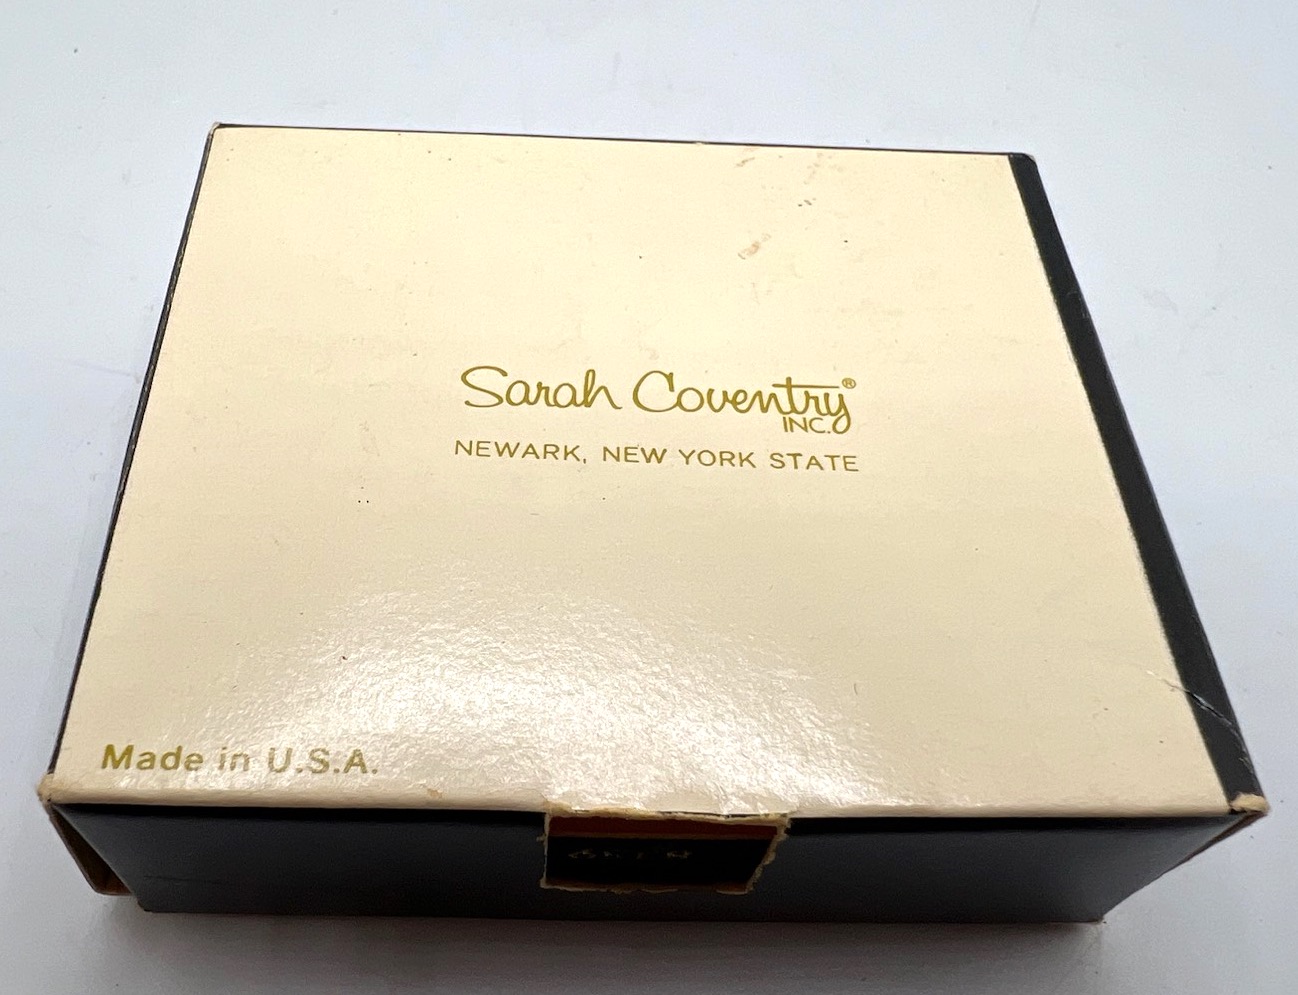 Sarah Coventry®
INC.
NEWARK, NEW YORK STATE
Made in U.S.A.